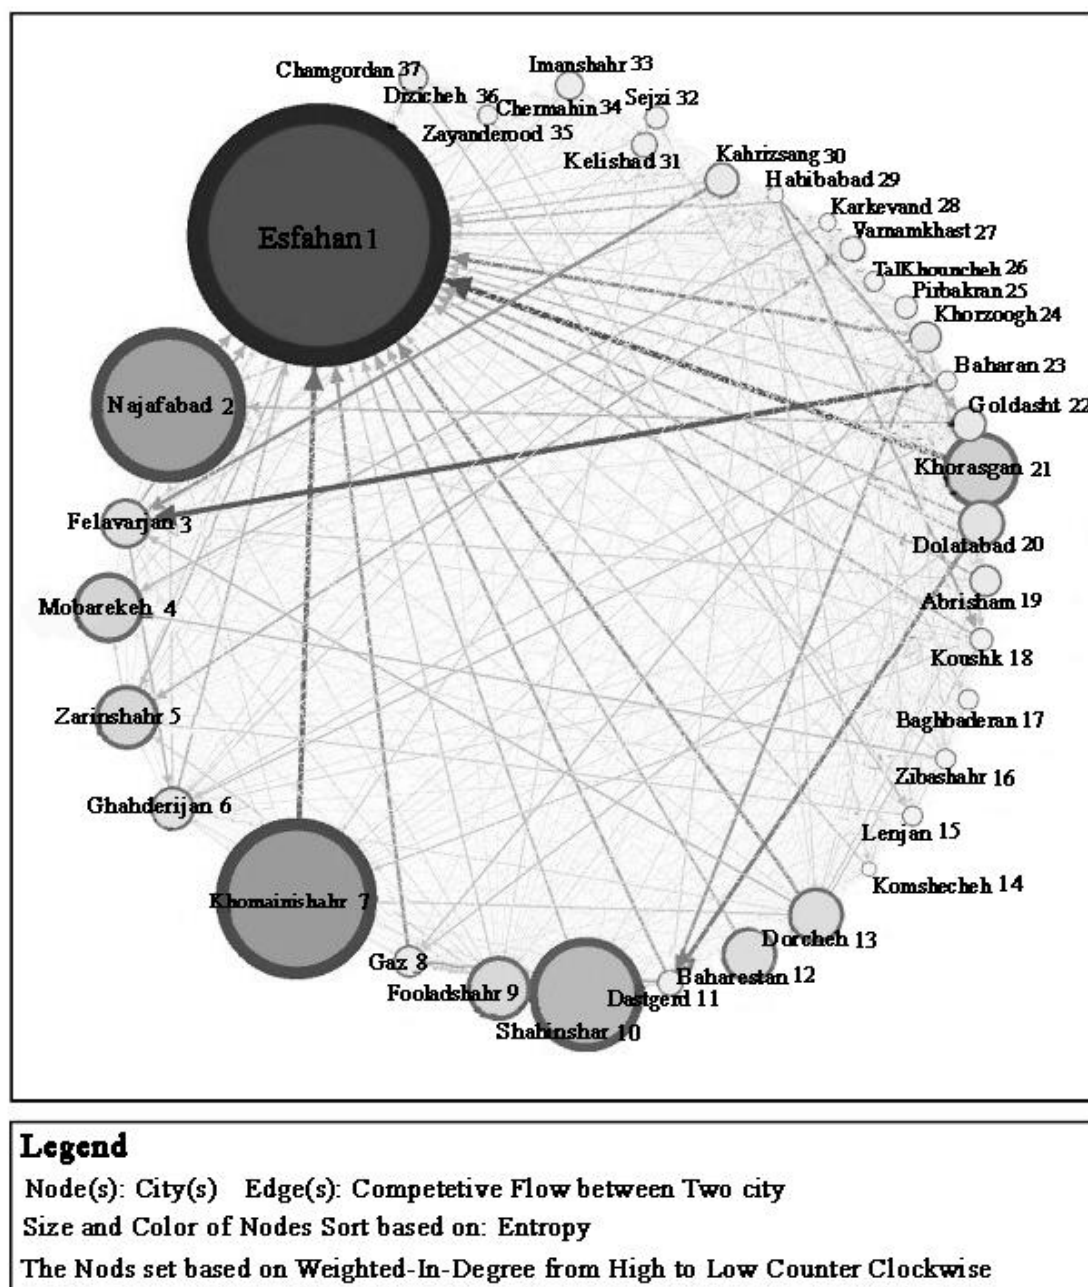 Chamgordan 37
Imanshahr 33
Dizicheh 36
Chermahin 34
Sejzi 32
Zayanderood 35
Kelishad 31
Kahrizsang 30
Habibabad 29
Karkevand 28
Varnamkhast 27
TalKhouncheh 26
Pirbakran 25
Khorzoogh 24
Baharan 23
Goldasht 22
Khorasgan 21
Dolatabad 20
Abrisham 19
Koushk 18
Baghbaderan 17
Zibashahr 16
Lenjan 15
Komshecheh 14
Dorcheh 13
Baharestan 12
Dastgerd 11
Shahinshar 10
Fooladshahr 9
Gaz 8
Khomainishahr 7
Ghahderijan 6
Zarinshahr 5
Mobarekeh 4
Felavarjan 3
Najafabad 2
Esfahan 1
Legend
Node(s): City(s) Edge(s): Competetive Flow between Two city
Size and Color of Nodes Sort based on: Entropy
The Nods set based on Weighted-In-Degree from High to Low Counter Clockwise